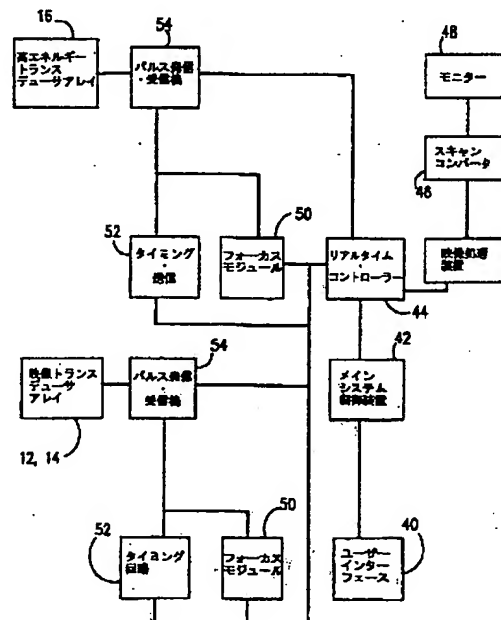 16
54
48
高エネルギー
トランス
デューサアレイ
パルス発信
・受信機
モニター
スキャン
コンバータ
46
52
50
タイミング・
送信
フォーカス
モジュール
リアルタイム
・
コントローラー
映像処理
装置
44
54
42
映像トランス
デューサ
アレイ
パルス発信・
受信機
メイン
システム
制御装置
12, 14
52
50
40
タイミング
回路
フォーカス
モジュール
ユーザー
インター
フェース